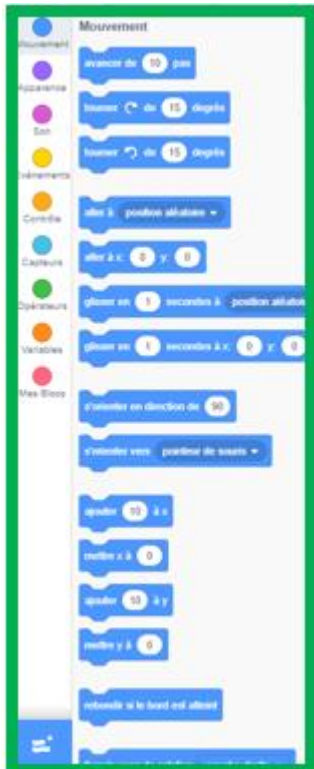 Mouvement
Mouvement
avancer de 10 pas
Apparence
tourner de 15 degrés
Son
tourner de 15 degrés
Événements
aller à position aléatoire
Contrôle
aller à x: 0 y: 0
Capteurs
glisser en 1 secondes à position aléatoire
Opérateurs
glisser en 1 secondes à x: 0 y: 0
Variables
Mes Blocs
s'orienter en direction de 90
s'orienter vers pointeur de souris
ajouter 10 à x
mettre x à 0
ajouter 10 à y
mettre y à 0
rebondir si le bord est atteint